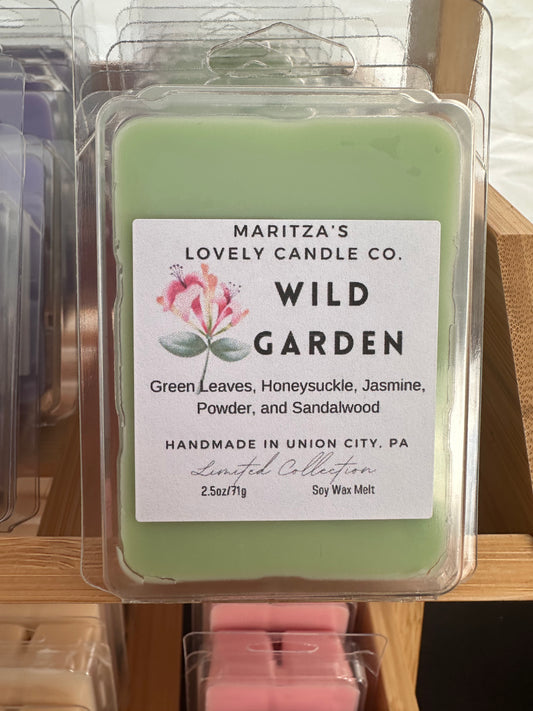 MARITZA'S
LOVELY CANDLE CO.
WILD
GARDEN
Green Leaves, Honeysuckle, Jasmine,
Powder, and Sandalwood
HANDMADE IN UNION CITY, PA
Limited Collection
2.5oz/71g Soy Wax Melt